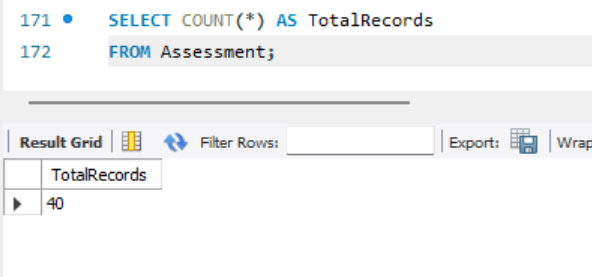 171 SELECT COUNT(*) AS TotalRecords
172 FROM Assessment;
Result Grid Filter Rows: Export: Wrap
TotalRecords
40